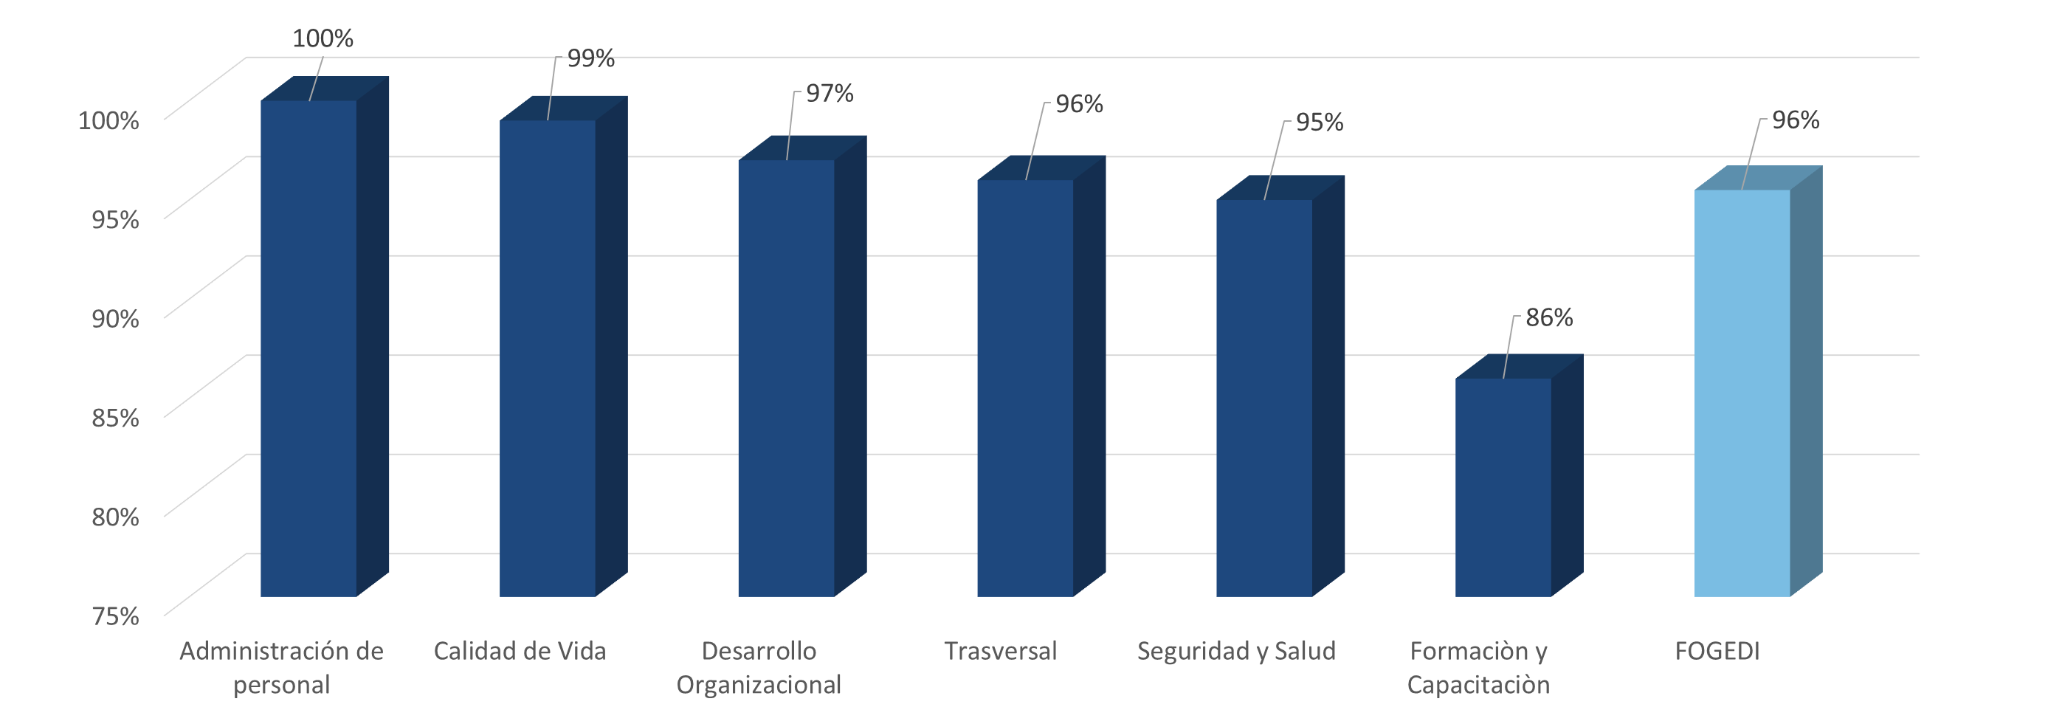 100%
99%
97%
96%
95%
86%
96%
100%
95%
90%
85%
80%
75%
Administración de
personal
Calidad de Vida
Desarrollo
Organizacional
Trasversal
Seguridad y Salud
Formaciòn y
Capacitaciòn
FOGEDI